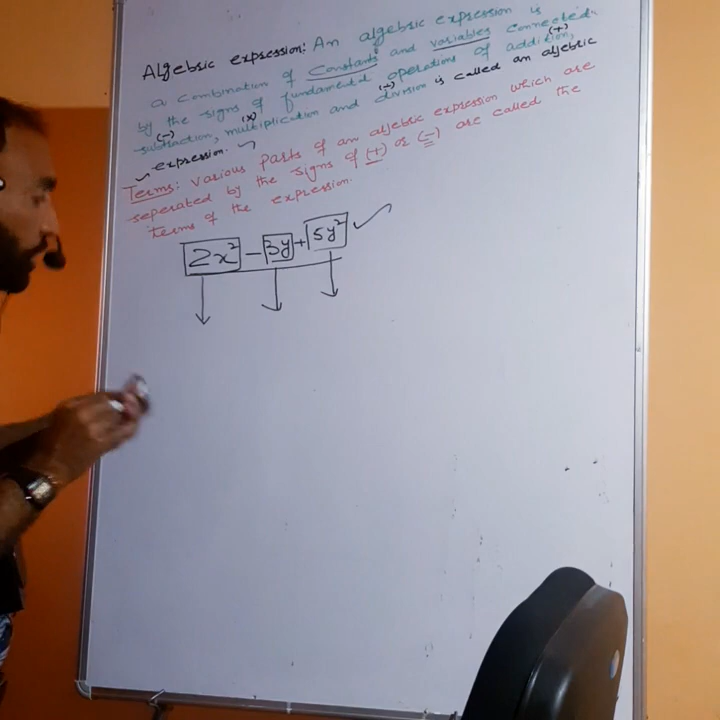 Algebric expression: An algebric expression is
a combination of Constants and variables connected
by the signs of fundamental operations of addition, (+)
(-) subtraction, (x) multiplication and (÷) division is called an algebric
expression.
Terms: Various parts of an algebric expression which are
seperated by the signs of (+) or (-) are called the
terms of the expression.
2x² - 3y + 5y²